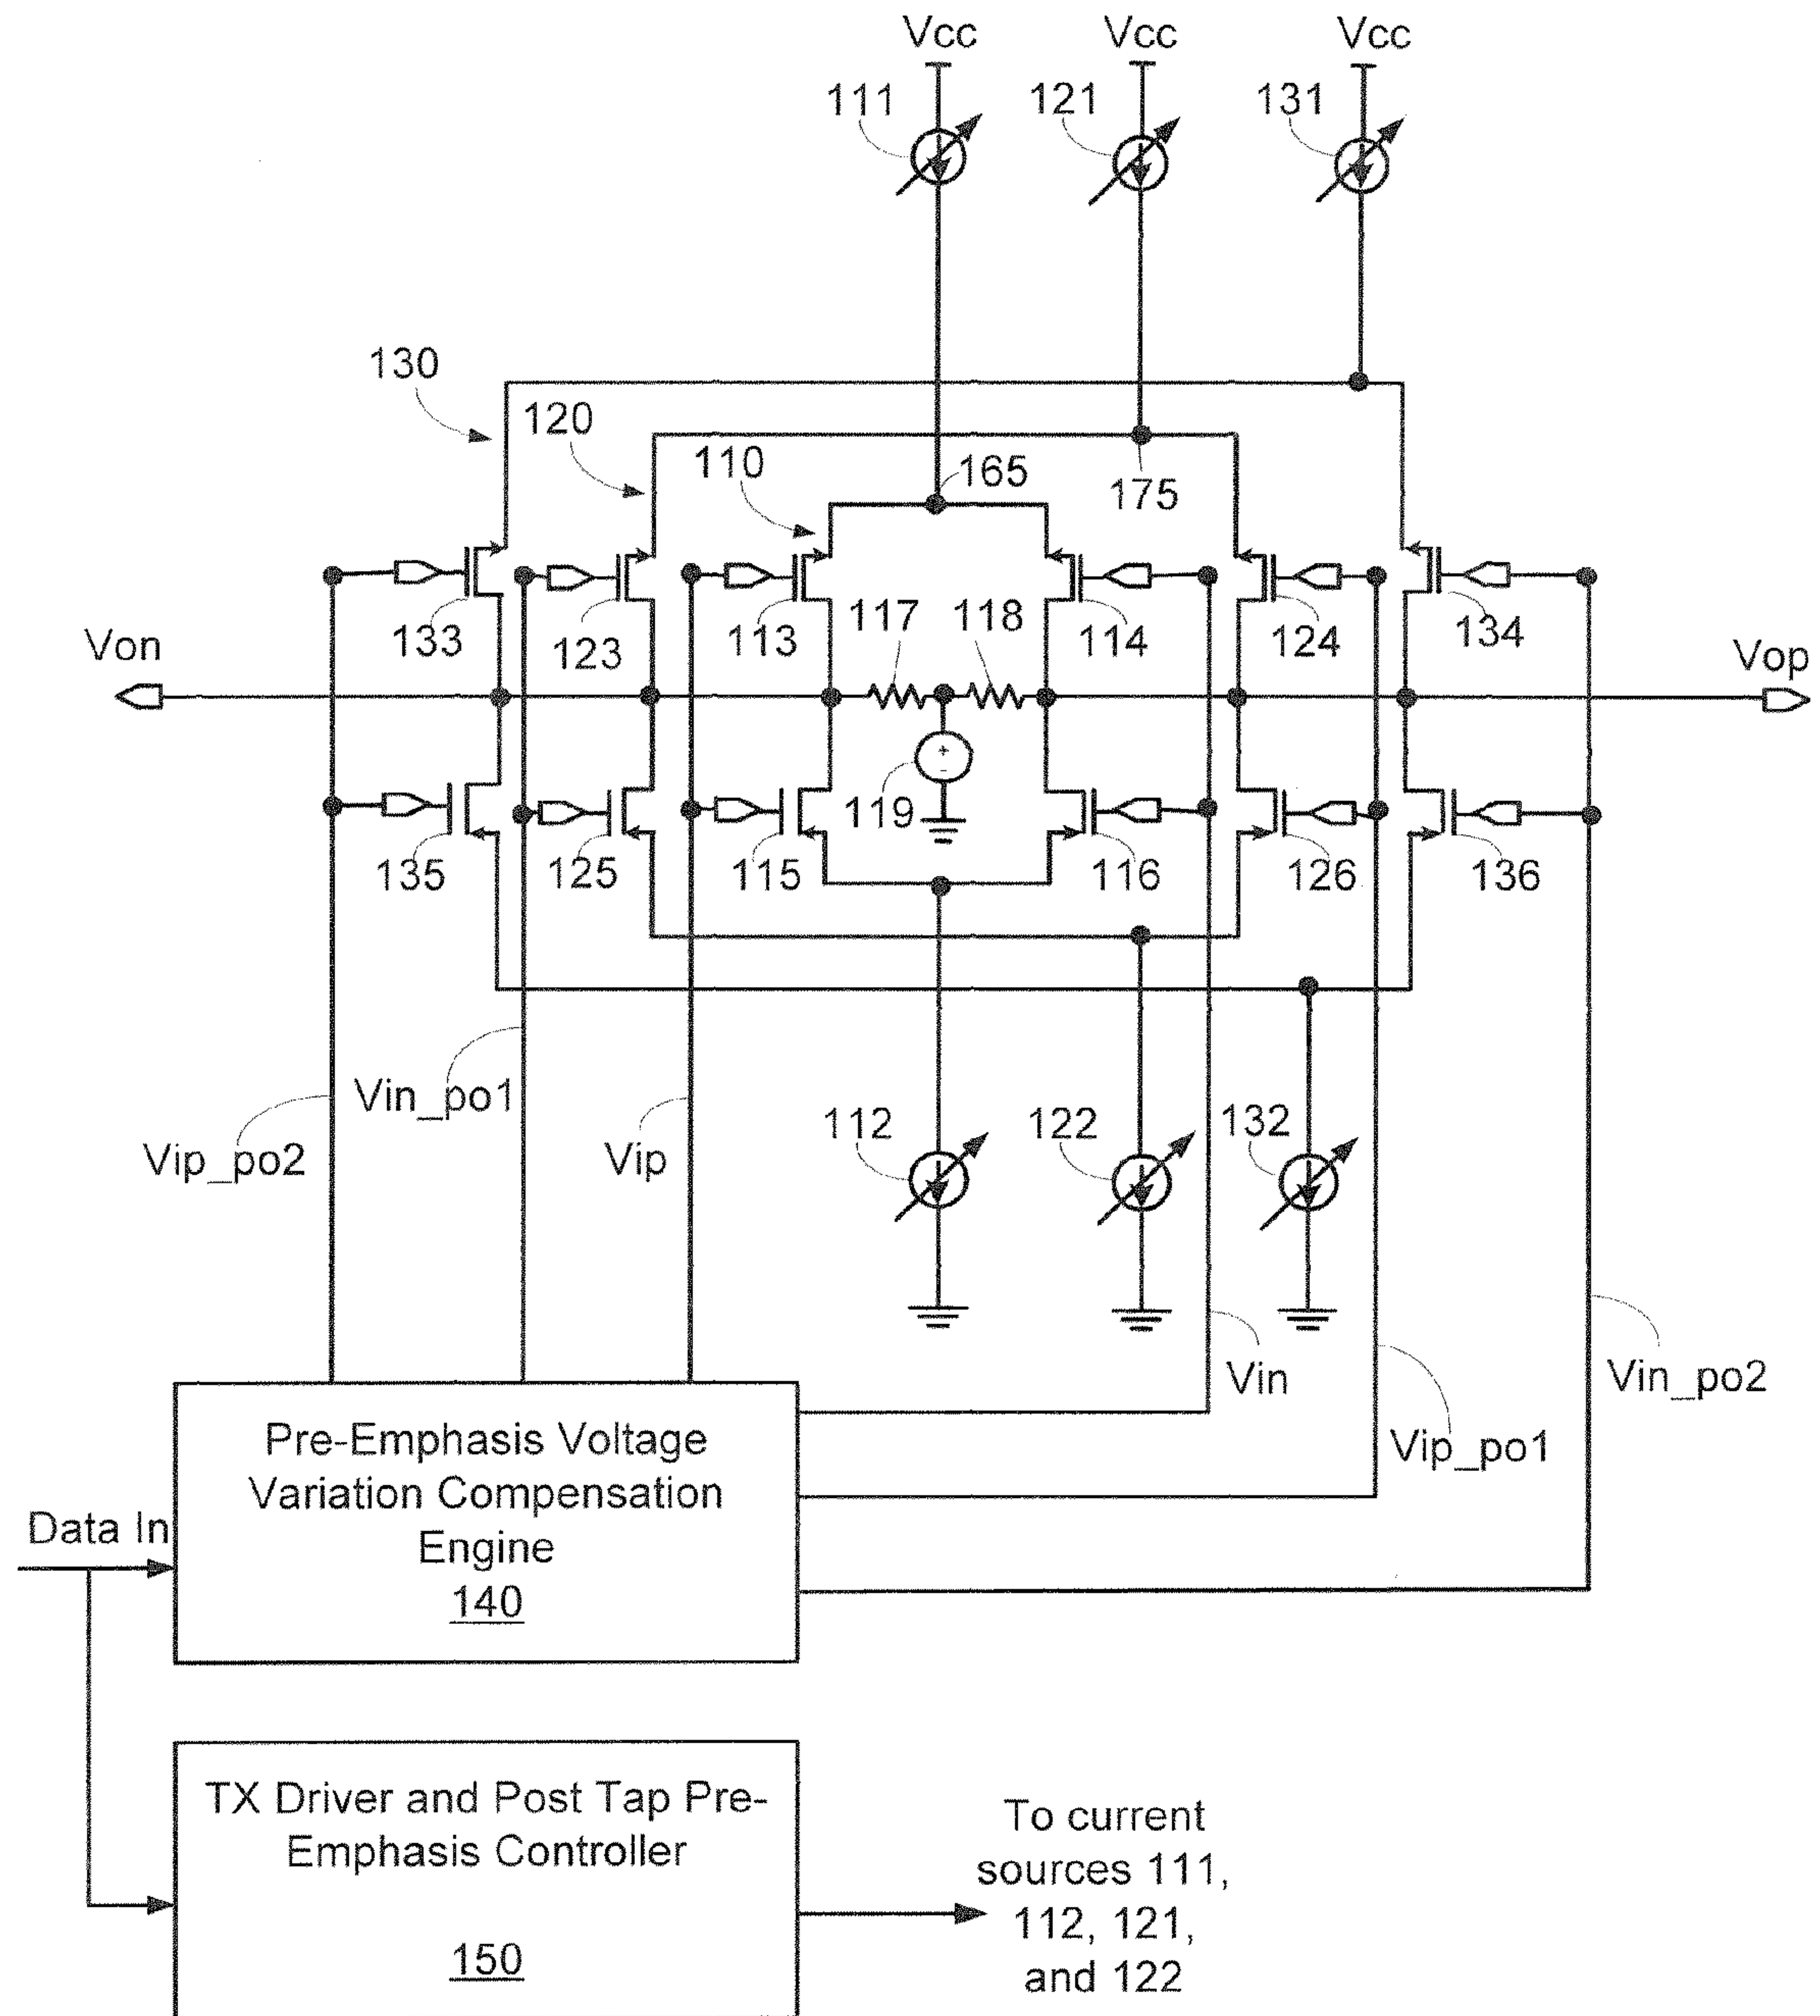 Vcc Vcc Vcc
111 121 131
130
120
110 165
175
117 118
133 123 113 114 124 134
Von Vop
119
135 125 115 116 126 136
Vin_po1
Vip_po2 Vip
112 122 132
Vin Vin_po2
Vip_po1
Pre-Emphasis Voltage
Variation Compensation
Engine
140
Data In
TX Driver and Post Tap Pre-
Emphasis Controller
150
To current
sources 111,
112, 121,
and 122
+
-